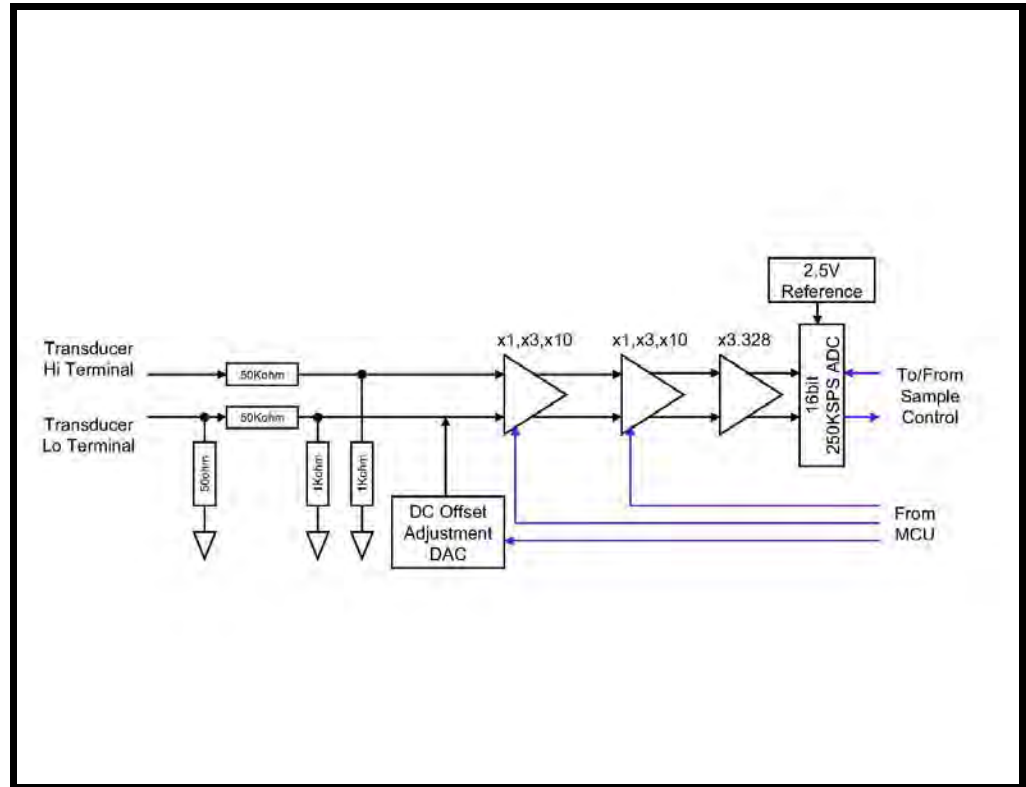 2.5V
Reference
x1,x3,x10
x1,x3,x10
x3.328
Transducer
Hi Terminal
50Kohm
16bit
250KSPS ADC
To/From
Sample
Control
Transducer
Lo Terminal
50Kohm
50ohm
1Kohm
1Kohm
DC Offset
Adjustment
DAC
From
MCU